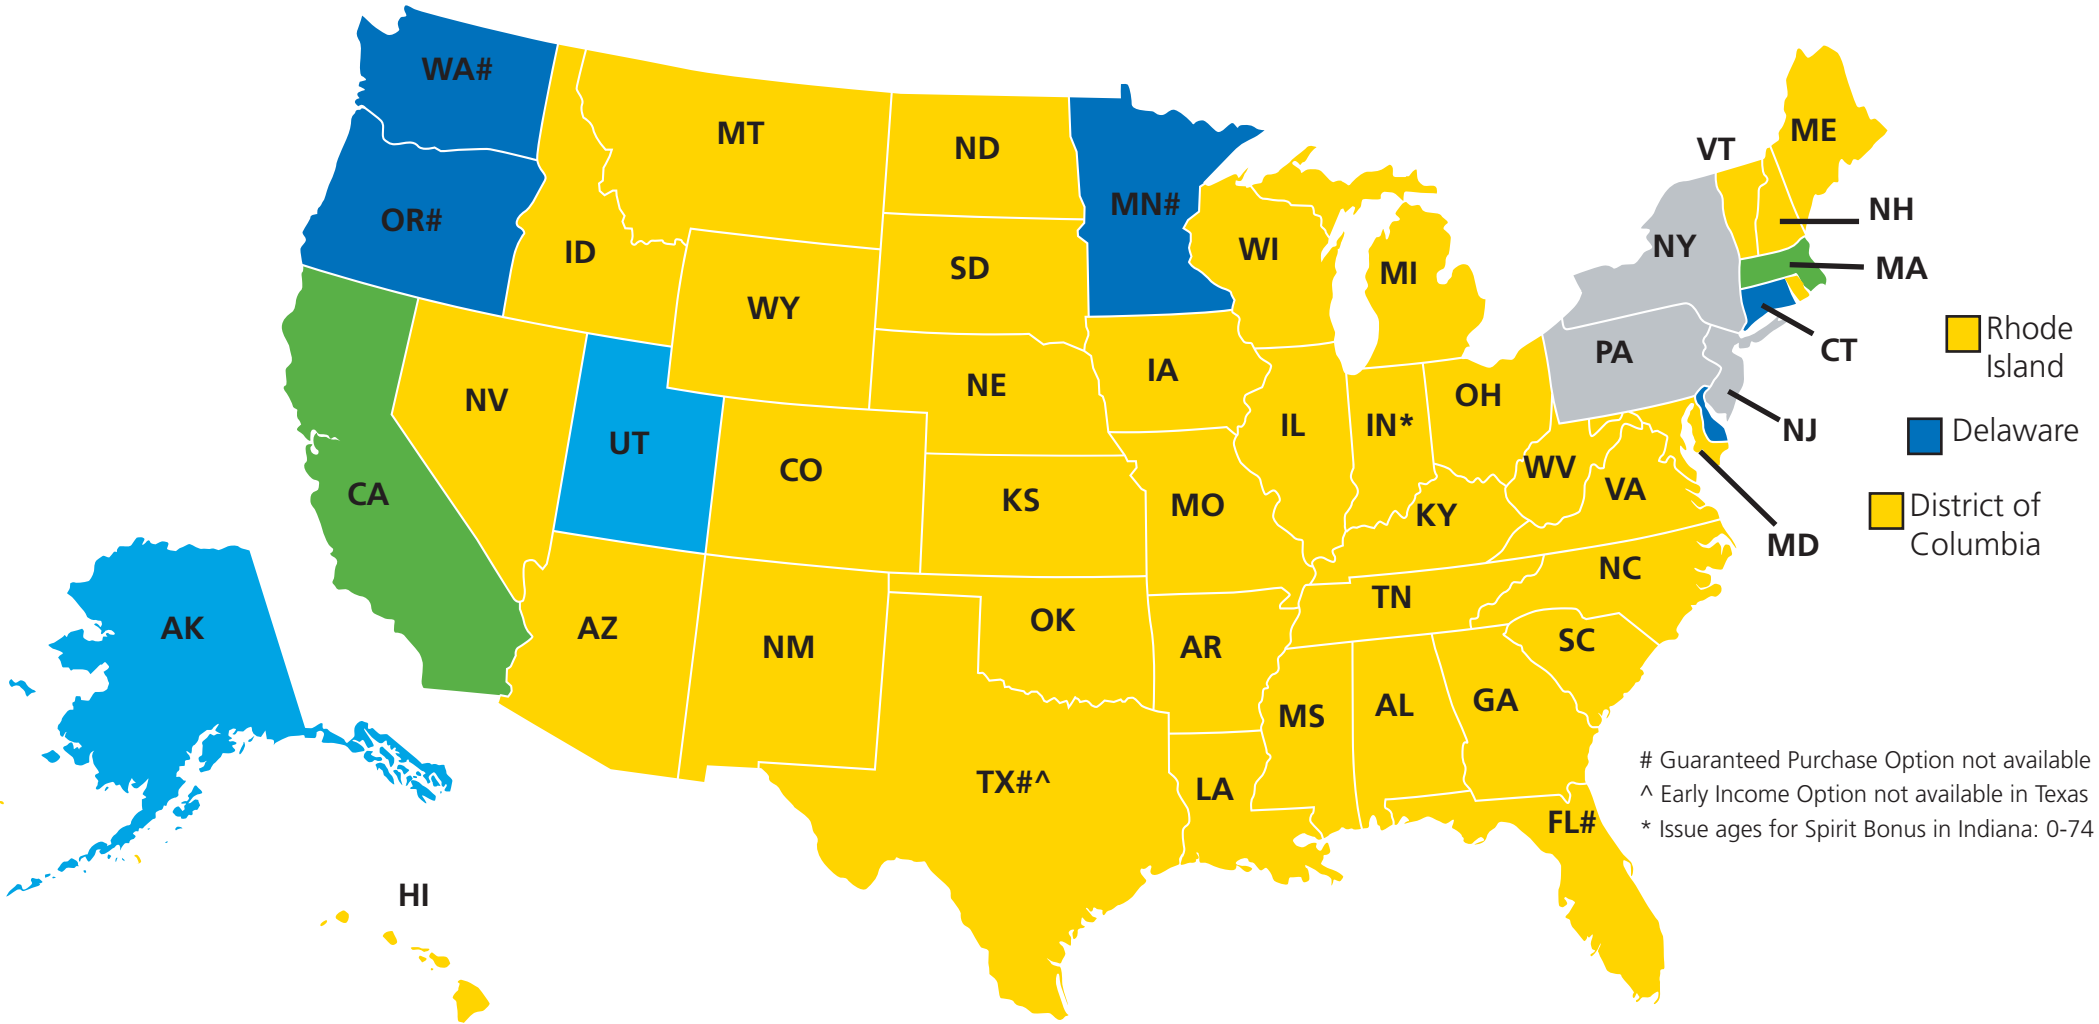 WA#
MT
ND
MN#
VT
ME
OR#
ID
SD
WI
MI
NY
NH
MA
WY
CT
Rhode
Island
NV
UT
NE
IA
IL
IN*
OH
PA
NJ
Delaware
CA
CO
KS
MO
KY
WV
VA
MD
District of
Columbia
AK
AZ
NM
OK
AR
TN
NC
SC
TX#^
LA
MS
AL
GA
FL#
HI
# Guaranteed Purchase Option not available
^ Early Income Option not available in Texas
* Issue ages for Spirit Bonus in Indiana: 0-74